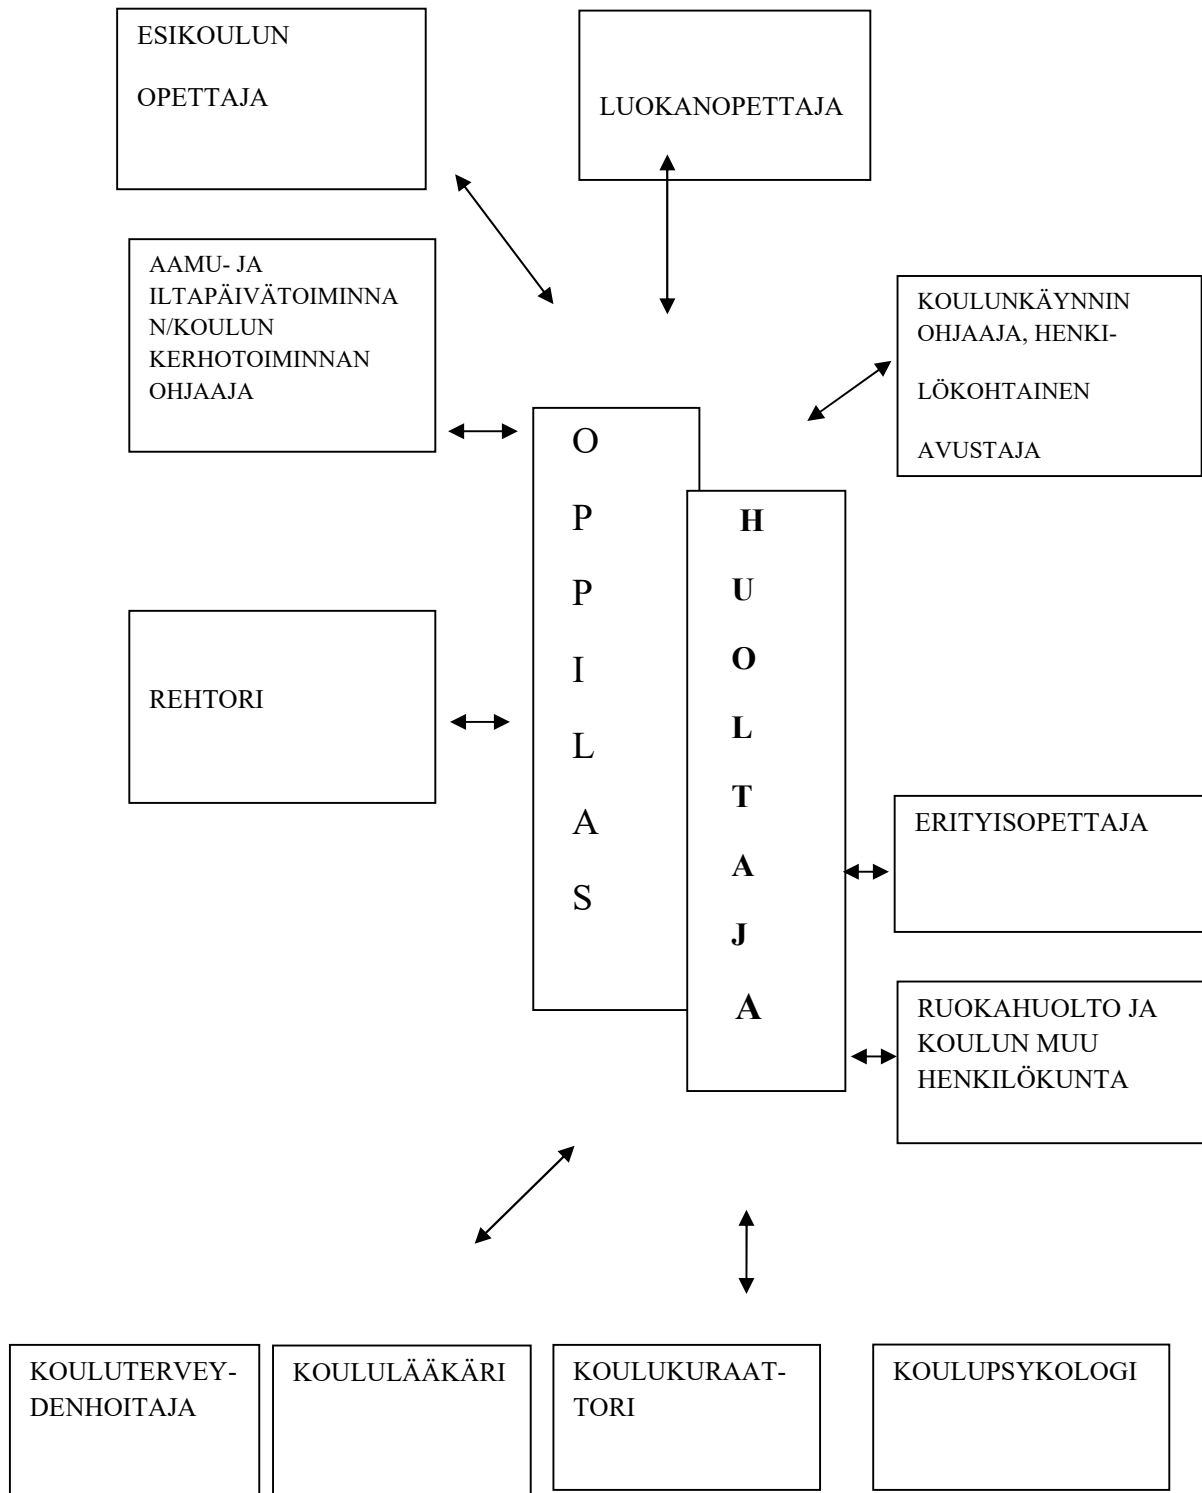 ESIKOULUN
OPETTAJA
LUOKANOPETTAJA
AAMU- JA
ILTAPÄIVÄTOIMINNA
N/KOULUN
KERHOTOIMINNAN
OHJAAJA
KOULUNKÄYNNIN
OHJAAJA, HENKI-
LÖKOHTAINEN
AVUSTAJA
O
P
P
I
L
A
S
H
U
O
L
T
A
J
A
REHTORI
ERITYISOPETTAJA
RUOKAHUOLTO JA
KOULUN MUU
HENKILÖKUNTA
KOULUTERVEY-
DENHOITAJA
KOULULÄÄKÄRI
KOULUKURAAT-
TORI
KOULUPSYKOLOGI